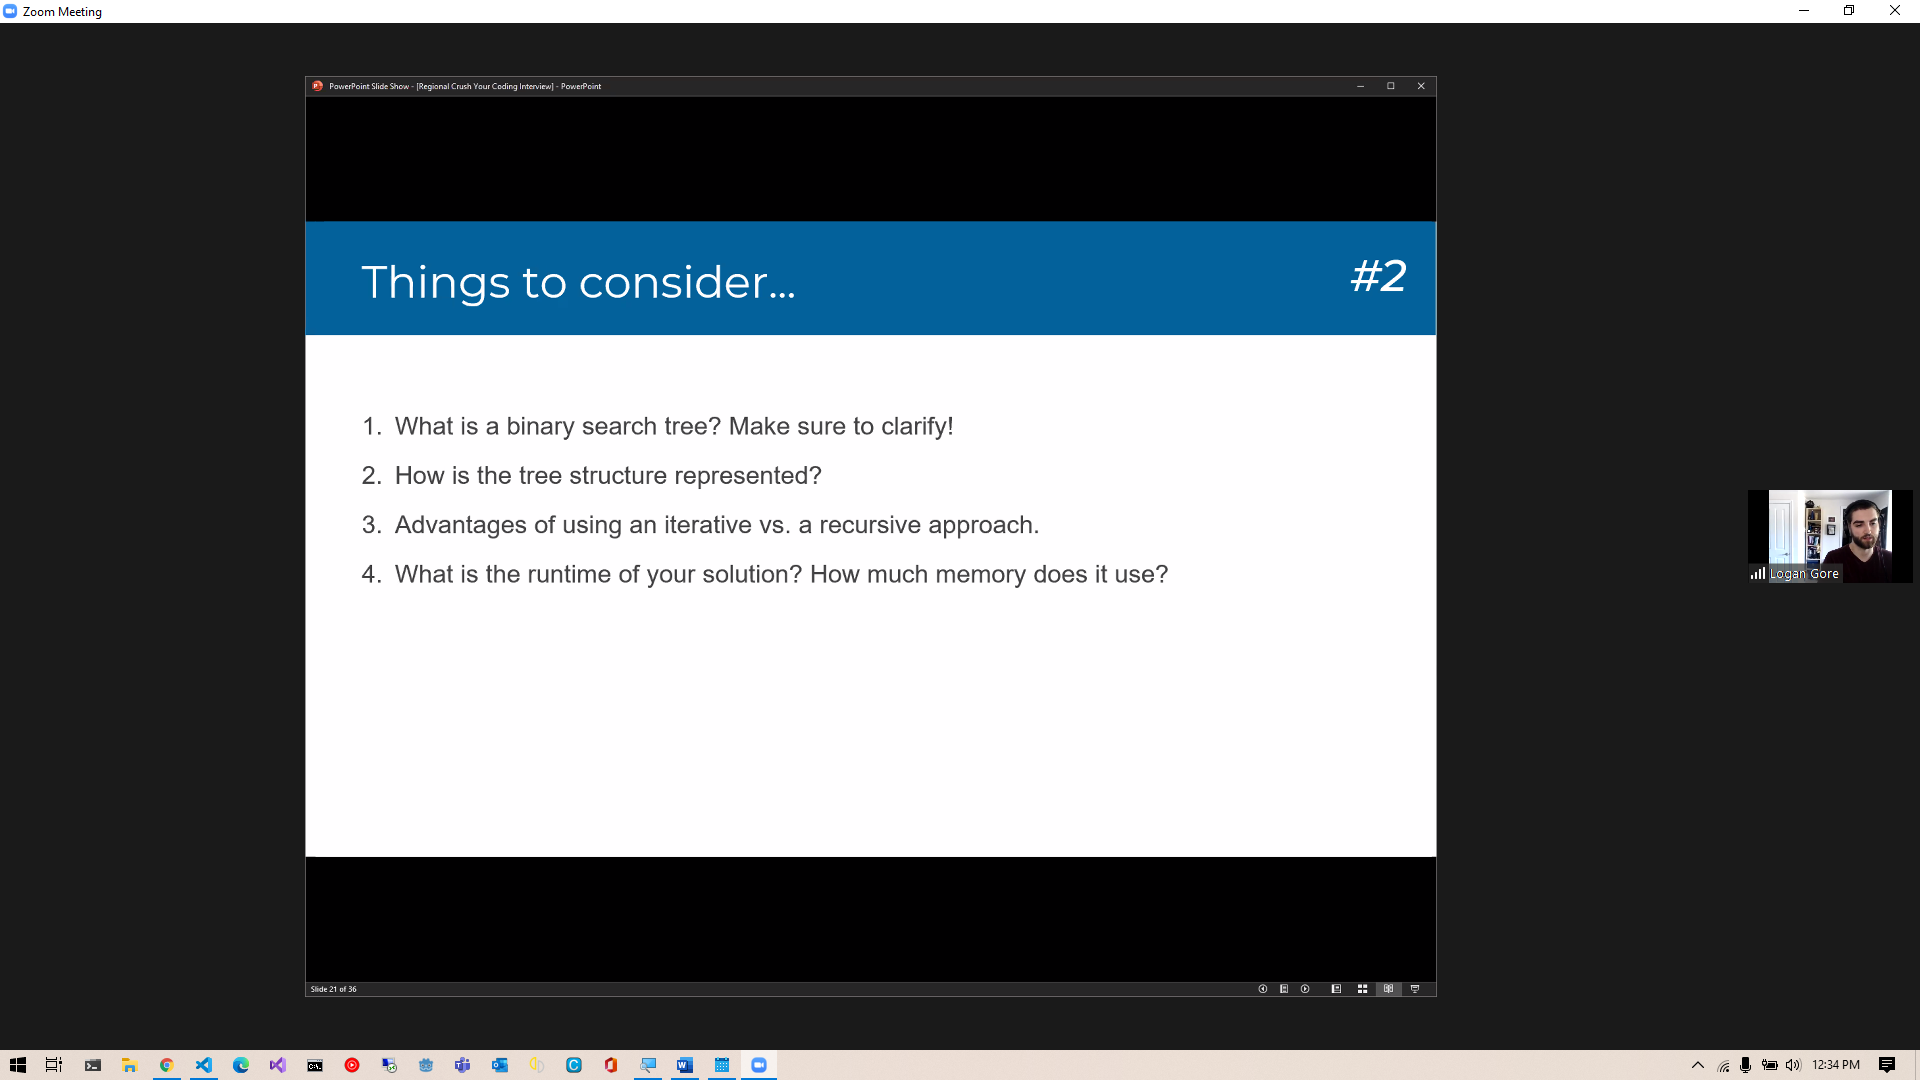 Zoom Meeting
PowerPoint Slide Show - [Regional Crush Your Coding Interview] - PowerPoint
Things to consider...
#2
1. What is a binary search tree? Make sure to clarify!
2. How is the tree structure represented?
3. Advantages of using an iterative vs. a recursive approach.
4. What is the runtime of your solution? How much memory does it use?
Logan Gore
Slide 21 of 36
12:34 PM